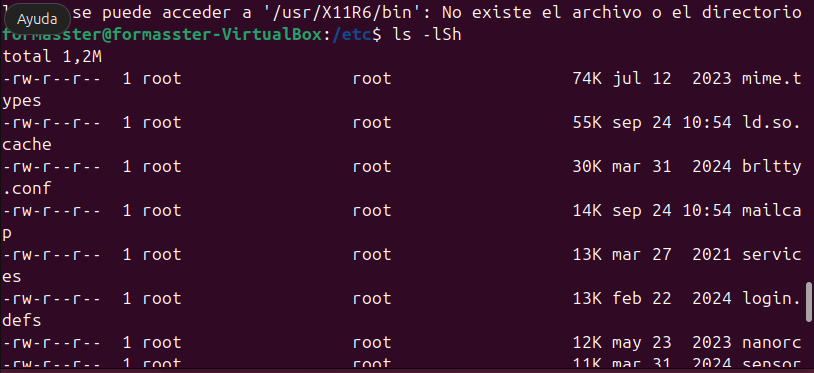 se puede acceder a '/usr/X11R6/bin': No existe el archivo o el directorio
Ayuda
formasster@formasster-VirtualBox:/etc$ ls -lSh
total 1,2M
-rw-r--r-- 1 root root 74K jul 12 2023 mime.t
ypes
-rw-r--r-- 1 root root 55K sep 24 10:54 ld.so.
cache
-rw-r--r-- 1 root root 30K mar 31 2024 brltty
.conf
-rw-r--r-- 1 root root 14K sep 24 10:54 mailca
p
-rw-r--r-- 1 root root 13K mar 27 2021 servic
es
-rw-r--r-- 1 root root 13K feb 22 2024 login.
defs
-rw-r--r-- 1 root root 12K may 23 2023 nanorc
-rw-r--r-- 1 root root 11K mar 31 2024 sensor